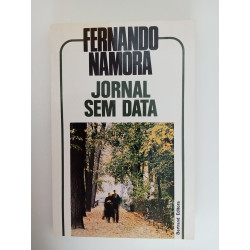 FERNANDO
NAMORA
JORNAL
SEM DATA
Bertrand Editora